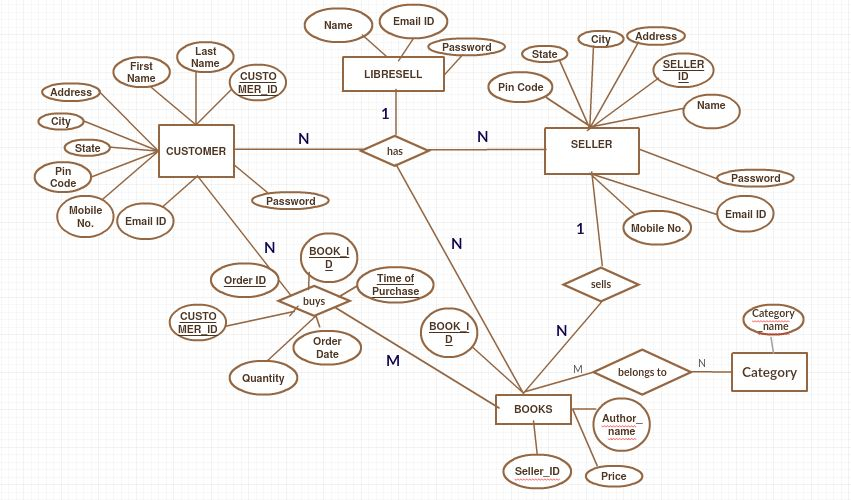 Name
Email ID
Password
LIBRESELL
First
Name
Last
Name
CUSTO
MER_ID
Address
City
State
Pin
Code
Mobile
No.
Email ID
Password
CUSTOMER
State
City
Address
SELLER
ID
Pin Code
Name
SELLER
Password
Email ID
Mobile No.
1
N
has
N
N
N
1
sells
N
BOOK_I
D
Order ID
Time of
Purchase
buys
CUSTO
MER_ID
Order
Date
Quantity
M
BOOK_I
D
M
belongs to
N
Category
_name
Category
BOOKS
Author_
name
Seller_ID
Price